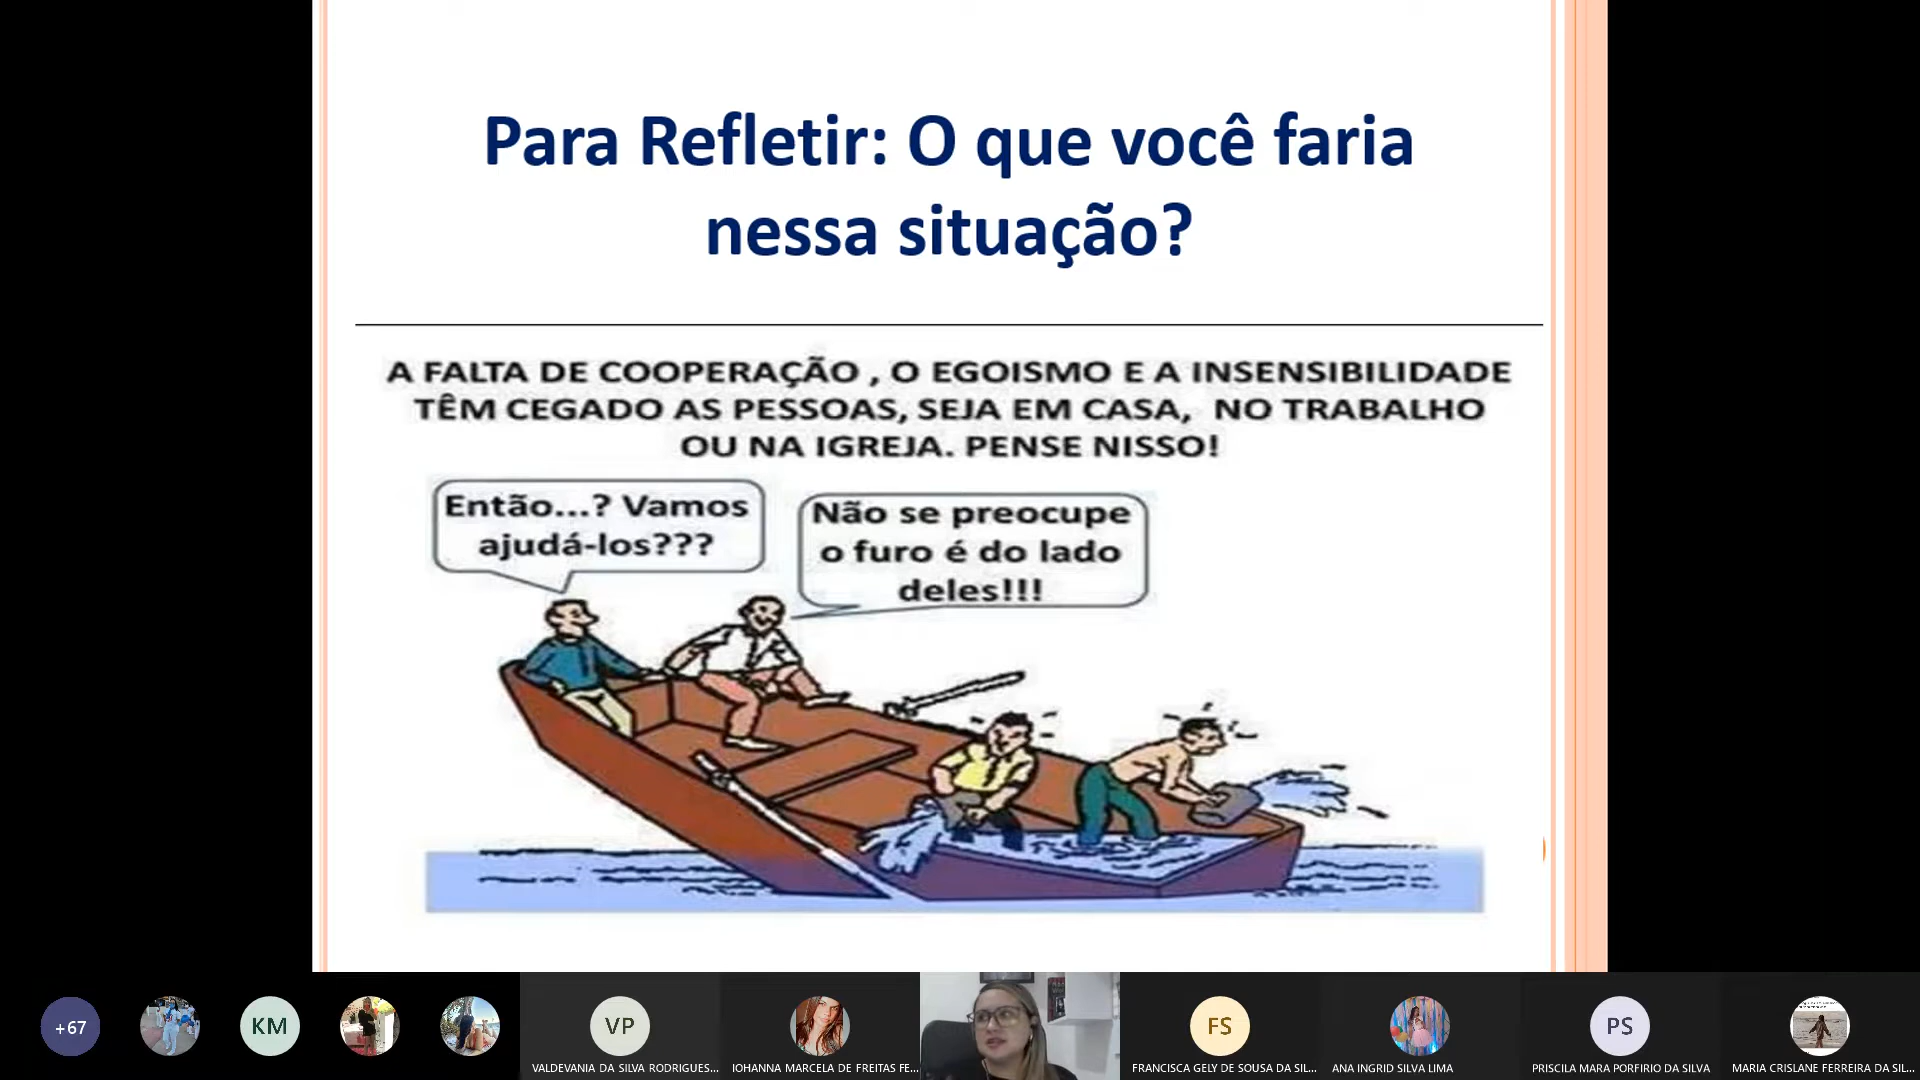 Para Refletir: O que você faria
nessa situação?
A FALTA DE COOPERAÇÃO , O EGOISMO E A INSENSIBILIDADE
TÊM CEGADO AS PESSOAS, SEJA EM CASA, NO TRABALHO
OU NA IGREJA. PENSE NISSO!
Então...? Vamos
ajudá-los???
Não se preocupe
o furo é do lado
deles!!!
+67
KM
VP
FS
PS
VALDEVANIA DA SILVA RODRIGUES...
IOHANNA MARCELA DE FREITAS FE...
FRANCISCA GELY DE SOUSA DA SIL...
ANA INGRID SILVA LIMA
PRISCILA MARA PORFIRIO DA SILVA
MARIA CRISLANE FERREIRA DA SIL...